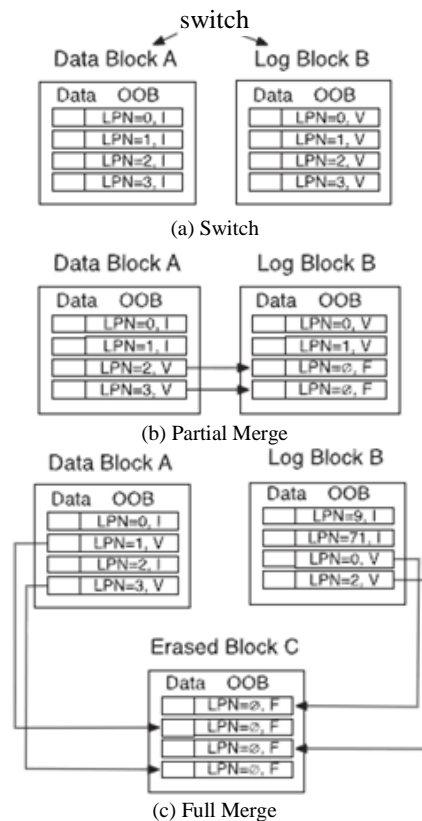 switch
Data Block A Log Block B
Data OOB Data OOB
LPN=0, I LPN=0, V
LPN=1, I LPN=1, V
LPN=2, I LPN=2, V
LPN=3, I LPN=3, V
(a) Switch
Data Block A Log Block B
Data OOB Data OOB
LPN=0, I LPN=0, V
LPN=1, I LPN=1, V
LPN=2, V LPN=∅, F
LPN=3, V LPN=∅, F
(b) Partial Merge
Data Block A Log Block B
Data OOB Data OOB
LPN=0, I LPN=9, I
LPN=1, V LPN=71, I
LPN=2, I LPN=0, V
LPN=3, V LPN=2, V
Erased Block C
Data OOB
LPN=∅, F
LPN=∅, F
LPN=∅, F
LPN=∅, F
(c) Full Merge